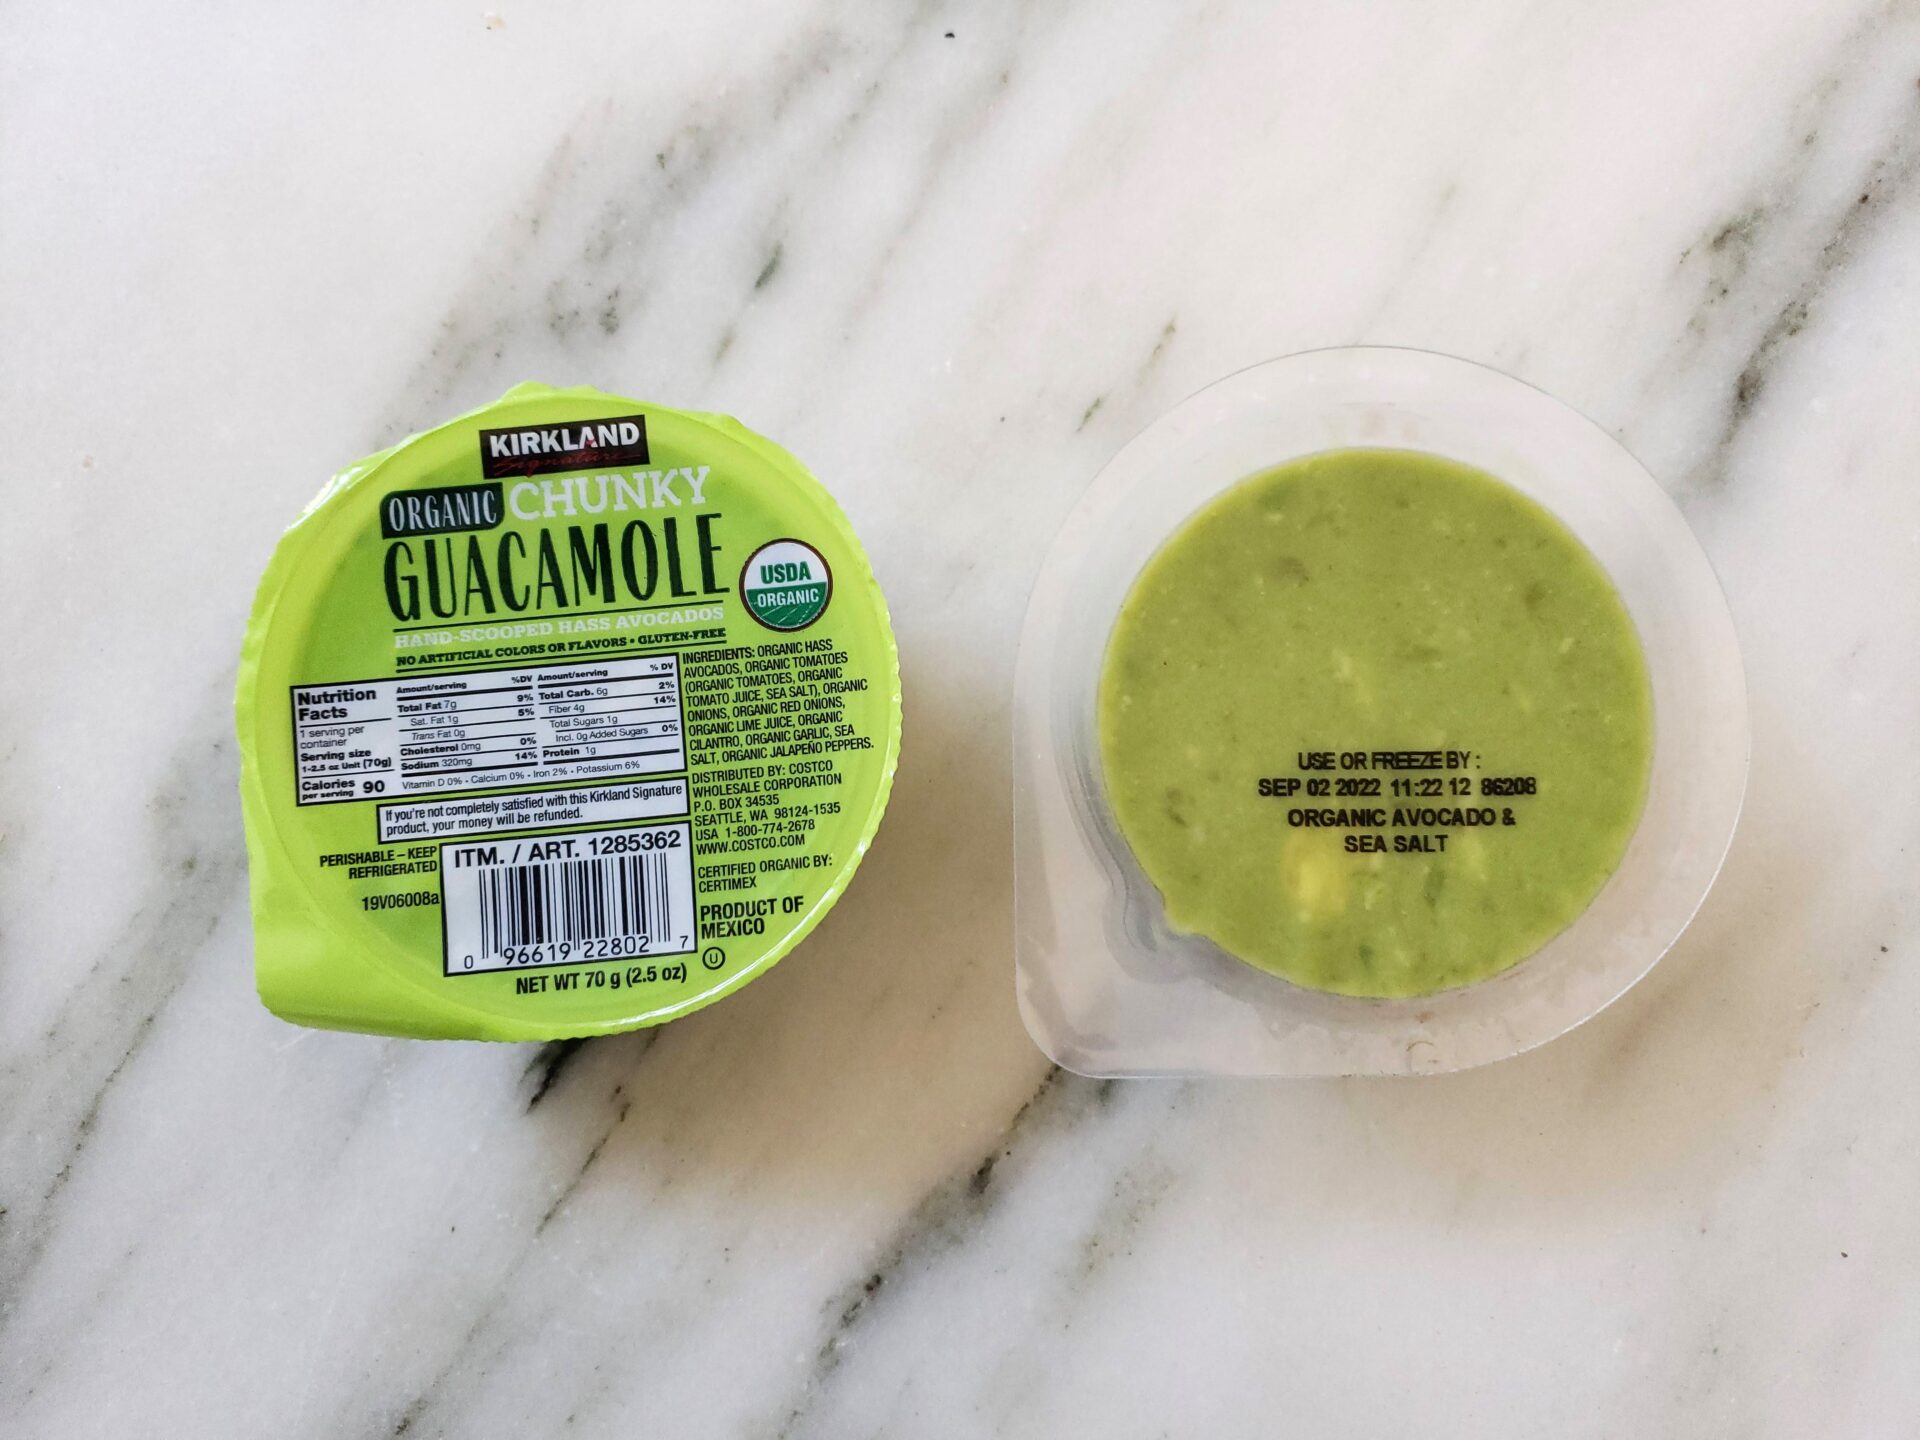 KIRKLAND
Signature
ORGANIC CHUNKY
GUACAMOLE
HAND-SCOOPED HASS AVOCADOS
NO ARTIFICIAL COLORS OR FLAVORS • GLUTEN-FREE
USDA
ORGANIC
Nutrition
Facts
1 serving per
container
Serving size
1-2.5 oz Unit (70g)
Calories
per serving 90
Amount/serving %DV
Total Fat 7g 9%
Sat. Fat 1g 5%
Trans Fat 0g
Cholesterol 0mg 0%
Sodium 320mg 14%
Amount/serving % DV
Total Carb. 6g 2%
Fiber 4g 14%
Total Sugars 1g
Incl. 0g Added Sugars 0%
Protein 1g
Vitamin D 0% • Calcium 0% • Iron 2% • Potassium 6%
INGREDIENTS: ORGANIC HASS
AVOCADOS, ORGANIC TOMATOES
(ORGANIC TOMATOES, ORGANIC
TOMATO JUICE, SEA SALT), ORGANIC
ONIONS, ORGANIC RED ONIONS,
ORGANIC LIME JUICE, ORGANIC
CILANTRO, ORGANIC GARLIC, SEA
SALT, ORGANIC JALAPEÑO PEPPERS.
If you're not completely satisfied with this Kirkland Signature
product, your money will be refunded.
DISTRIBUTED BY: COSTCO
WHOLESALE CORPORATION
P.O. BOX 34535
SEATTLE, WA 98124-1535
USA 1-800-774-2678
WWW.COSTCO.COM
PERISHABLE – KEEP
REFRIGERATED
19V06008a
ITM. / ART. 1285362
0 96619 22802 7
NET WT 70 g (2.5 oz)
CERTIFIED ORGANIC BY:
CERTIMEX
PRODUCT OF
MEXICO
U
USE OR FREEZE BY :
SEP 02 2022 11:22 12 86208
ORGANIC AVOCADO &
SEA SALT